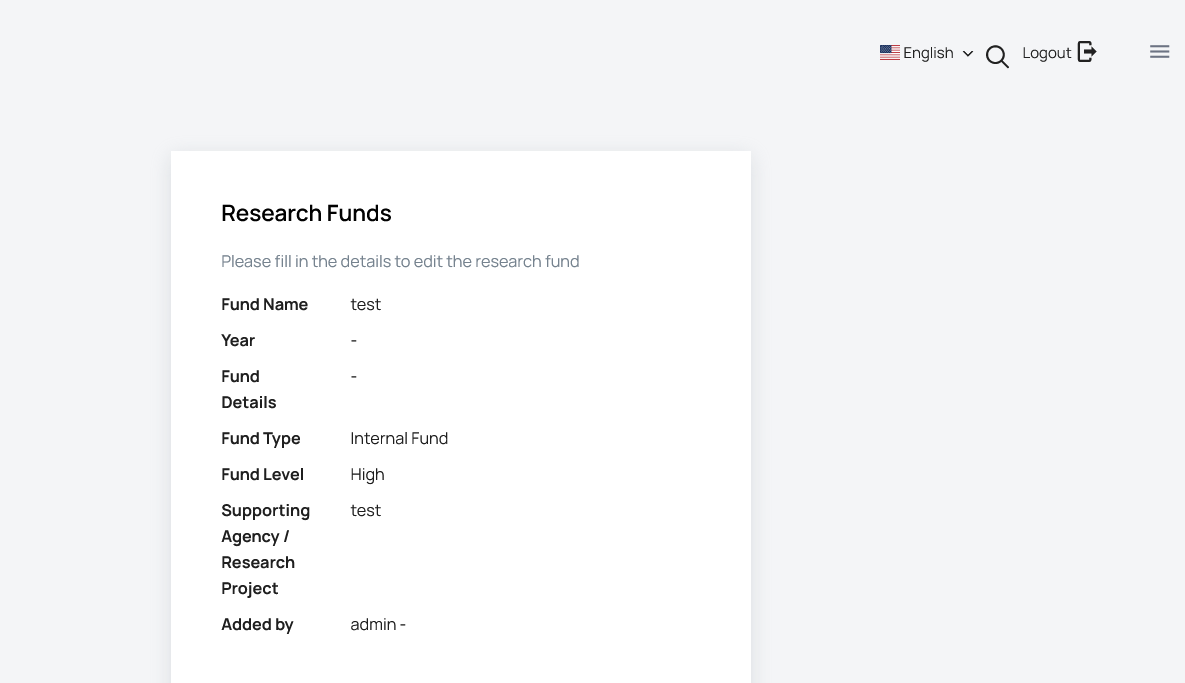 English
Logout
Research Funds
Please fill in the details to edit the research fund
Fund Name test
Year -
Fund -
Details
Fund Type Internal Fund
Fund Level High
Supporting test
Agency /
Research
Project
Added by admin -